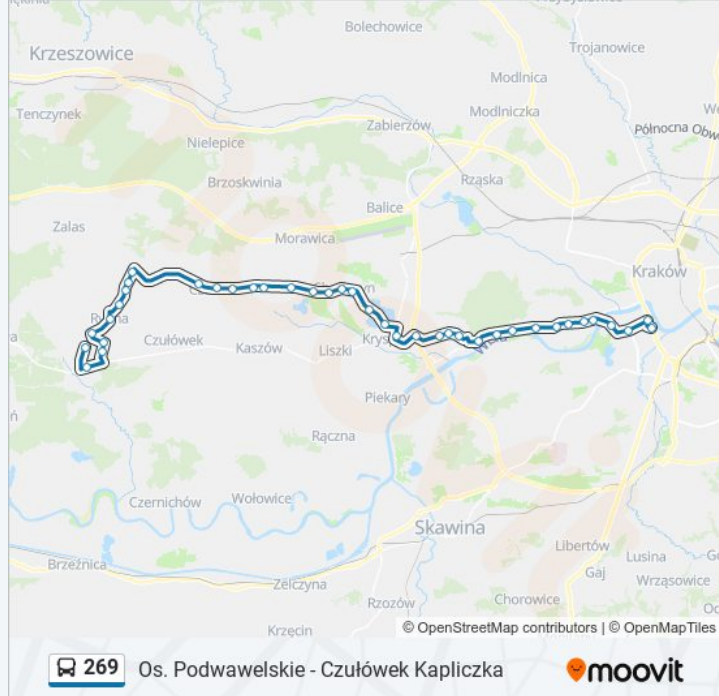 Bolechowice
Krzeszowice
Trojanowice
Modlnica
Tenczynek
Modlniczka
Zabierzów
Północna Obw
Nielepice
Rząska
Brzoskwinia
Balice
Zalas
Morawica
Kraków
Czułówek
Kaszów
Liszki
Piekary
Rączna
Czernichów
Wołowice
Skawina
Brzeźnica
Libertów
Lusina
Zelczyna
Gaj
Wrząsowice
Rzozów
Chorowice
Krzęcin
© OpenStreetMap contributors | © OpenMapTiles
269 Os. Podwawelskie - Czułówek Kapliczka moovit